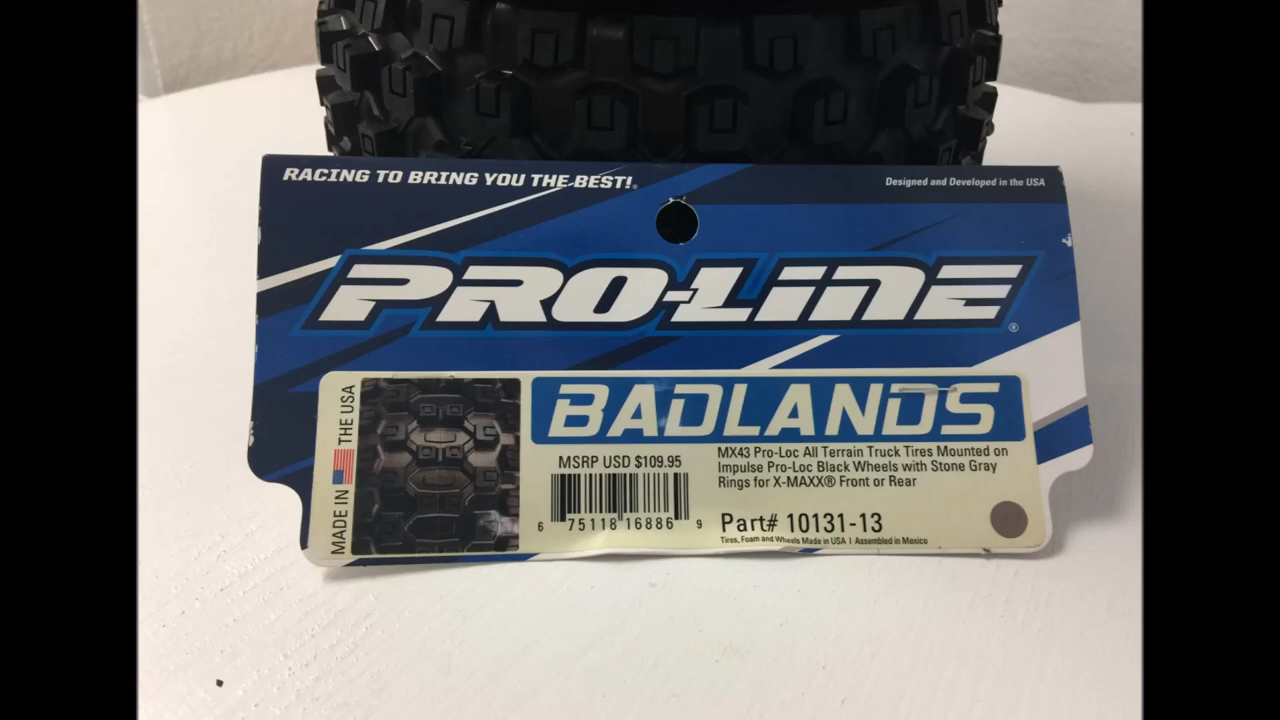 RACING TO BRING YOU THE BEST!®
Designed and Developed in the USA
PRO-LINE®
MADE IN THE USA
BADLANDS
MSRP USD $109.95
6 75118 16886 9
MX43 Pro-Loc All Terrain Truck Tires Mounted on
Impulse Pro-Loc Black Wheels with Stone Gray
Rings for X-MAXX® Front or Rear
Part# 10131-13
Tires, Foam and Wheels Made in USA | Assembled in Mexico